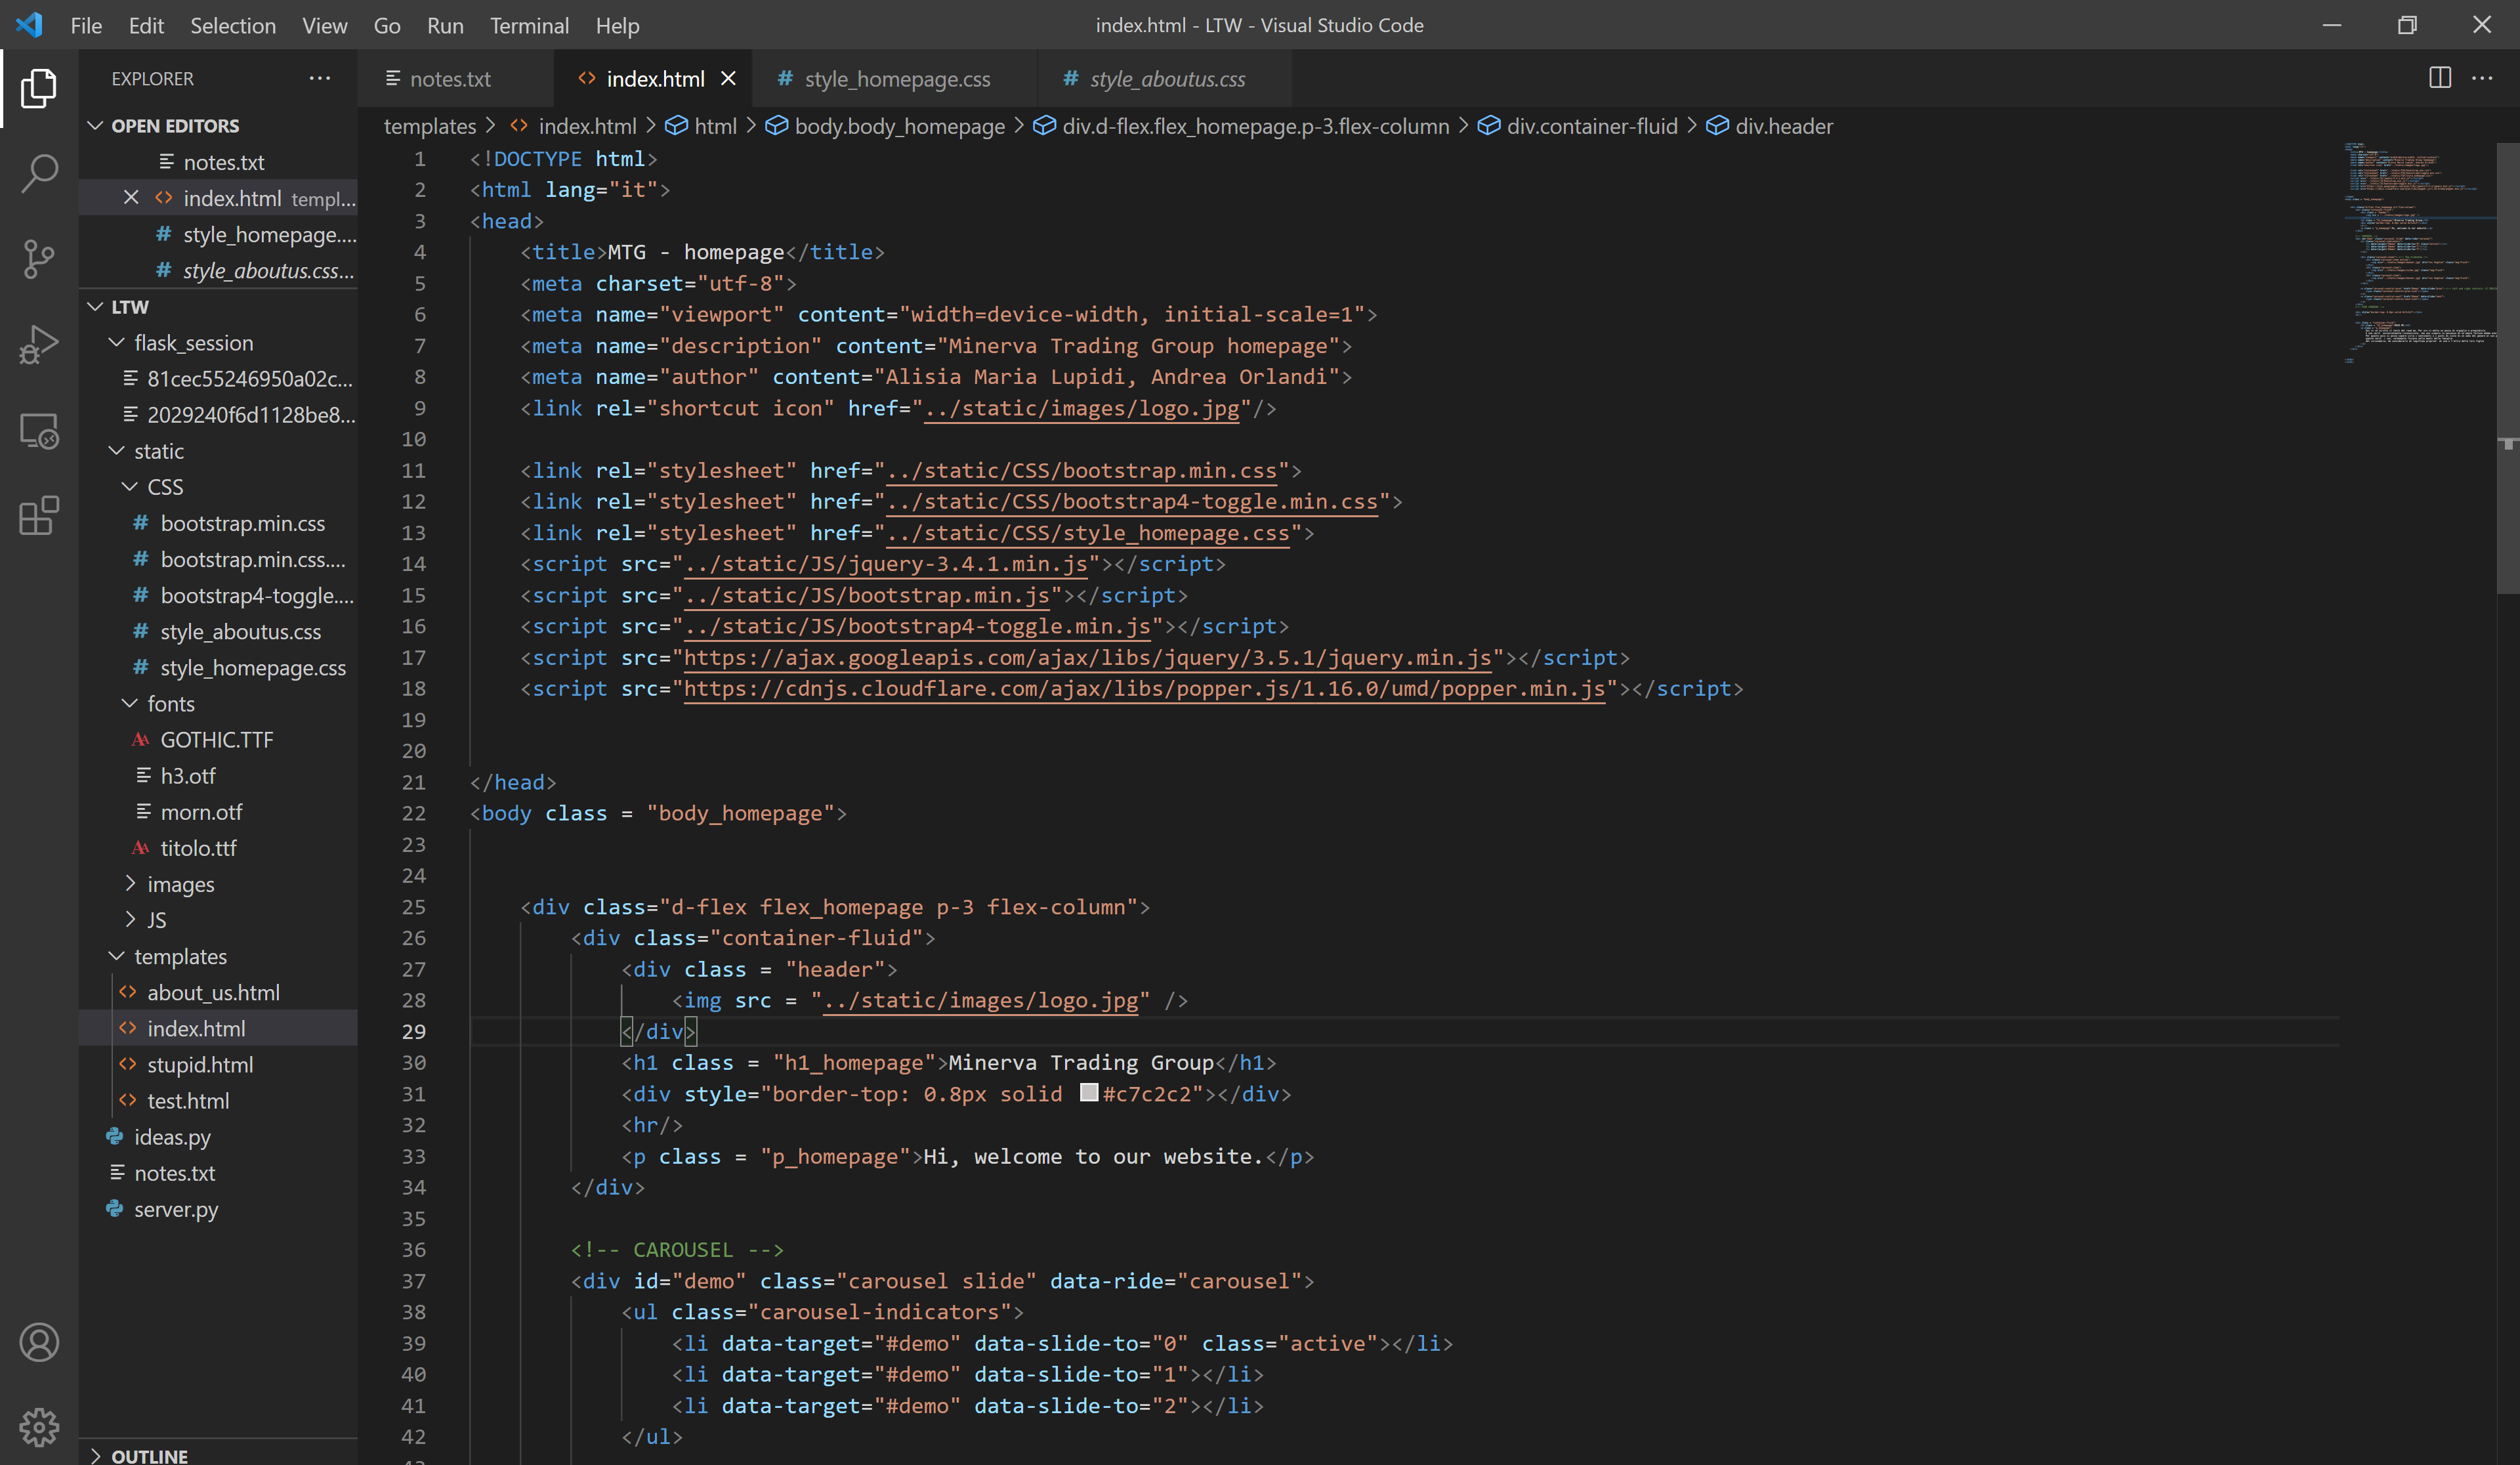 File Edit Selection View Go Run Terminal Help
index.html - LTW - Visual Studio Code
EXPLORER
OPEN EDITORS
notes.txt
index.html templ...
style_homepage....
style_aboutus.css...
LTW
flask_session
81cec55246950a02c...
2029240f6d1128be8...
static
CSS
bootstrap.min.css
bootstrap.min.css....
bootstrap4-toggle....
style_aboutus.css
style_homepage.css
fonts
GOTHIC.TTF
h3.otf
morn.otf
titolo.ttf
images
JS
templates
about_us.html
index.html
stupid.html
test.html
ideas.py
notes.txt
server.py
OUTLINE
notes.txt index.html style_homepage.css style_aboutus.css
templates > index.html > html > body.body_homepage > div.d-flex.flex_homepage.p-3.flex-column > div.container-fluid > div.header
1 <!DOCTYPE html>
2 <html lang="it">
3 <head>
4 <title>MTG - homepage</title>
5 <meta charset="utf-8">
6 <meta name="viewport" content="width=device-width, initial-scale=1">
7 <meta name="description" content="Minerva Trading Group homepage">
8 <meta name="author" content="Alisia Maria Lupidi, Andrea Orlandi">
9 <link rel="shortcut icon" href="../static/images/logo.jpg"/>
10
11 <link rel="stylesheet" href="../static/CSS/bootstrap.min.css">
12 <link rel="stylesheet" href="../static/CSS/bootstrap4-toggle.min.css">
13 <link rel="stylesheet" href="../static/CSS/style_homepage.css">
14 <script src="../static/JS/jquery-3.4.1.min.js"></script>
15 <script src="../static/JS/bootstrap.min.js"></script>
16 <script src="../static/JS/bootstrap4-toggle.min.js"></script>
17 <script src="https://ajax.googleapis.com/ajax/libs/jquery/3.5.1/jquery.min.js"></script>
18 <script src="https://cdnjs.cloudflare.com/ajax/libs/popper.js/1.16.0/umd/popper.min.js"></script>
19
20
21 </head>
22 <body class = "body_homepage">
23
24
25 <div class="d-flex flex_homepage p-3 flex-column">
26 <div class="container-fluid">
27 <div class = "header">
28 <img src = "../static/images/logo.jpg" />
29 </div>
30 <h1 class = "h1_homepage">Minerva Trading Group</h1>
31 <div style="border-top: 0.8px solid #c7c2c2"></div>
32 <hr/>
33 <p class = "p_homepage">Hi, welcome to our website.</p>
34 </div>
35
36 <!-- CAROUSEL -->
37 <div id="demo" class="carousel slide" data-ride="carousel">
38 <ul class="carousel-indicators">
39 <li data-target="#demo" data-slide-to="0" class="active"></li>
40 <li data-target="#demo" data-slide-to="1"></li>
41 <li data-target="#demo" data-slide-to="2"></li>
42 </ul>